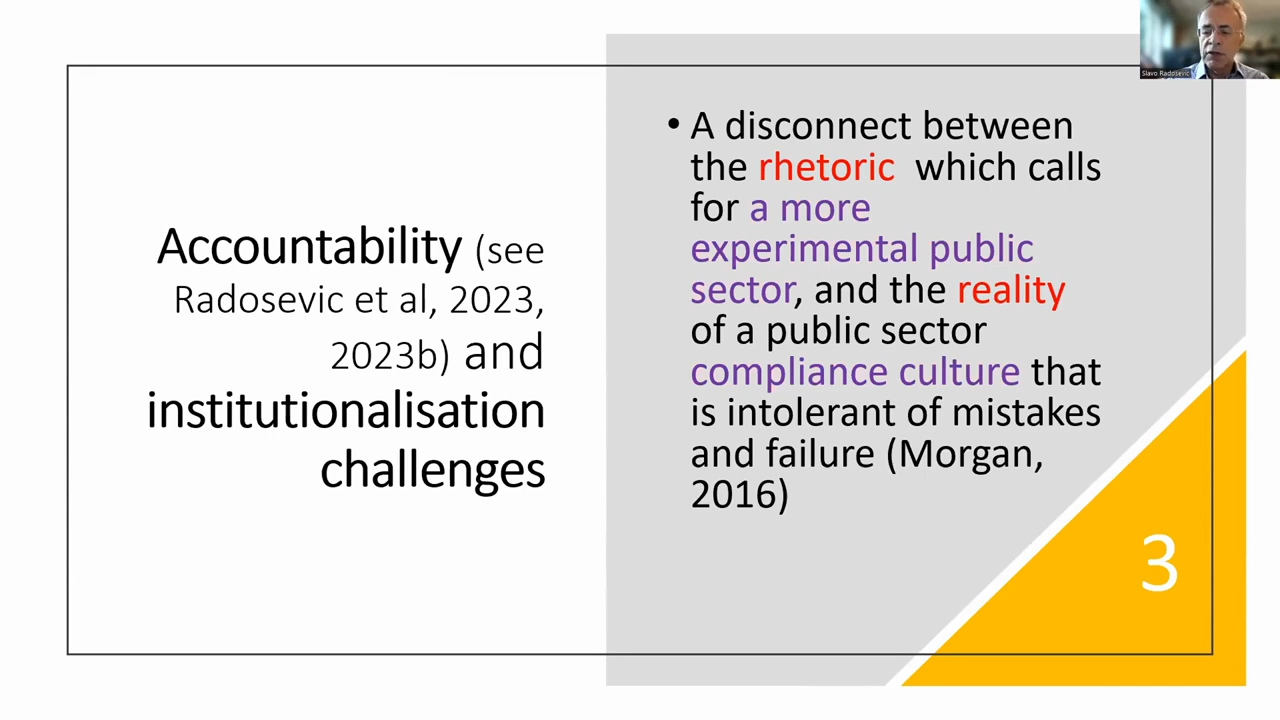 Accountability (see
Radosevic et al, 2023,
2023b) and
institutionalisation
challenges
• A disconnect between
the rhetoric which calls
for a more
experimental public
sector, and the reality
of a public sector
compliance culture that
is intolerant of mistakes
and failure (Morgan,
2016)
3
Slavo Radosevic